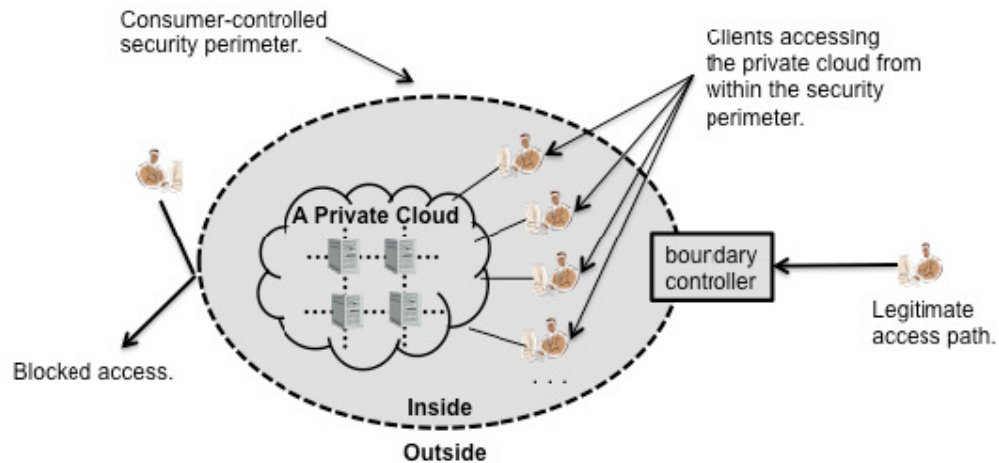 Consumer-controlled
security perimeter.
Clients accessing
the private cloud from
within the security
perimeter.
A Private Cloud
boundary
controller
Legitimate
access path.
Blocked access.
. . .
Inside
Outside